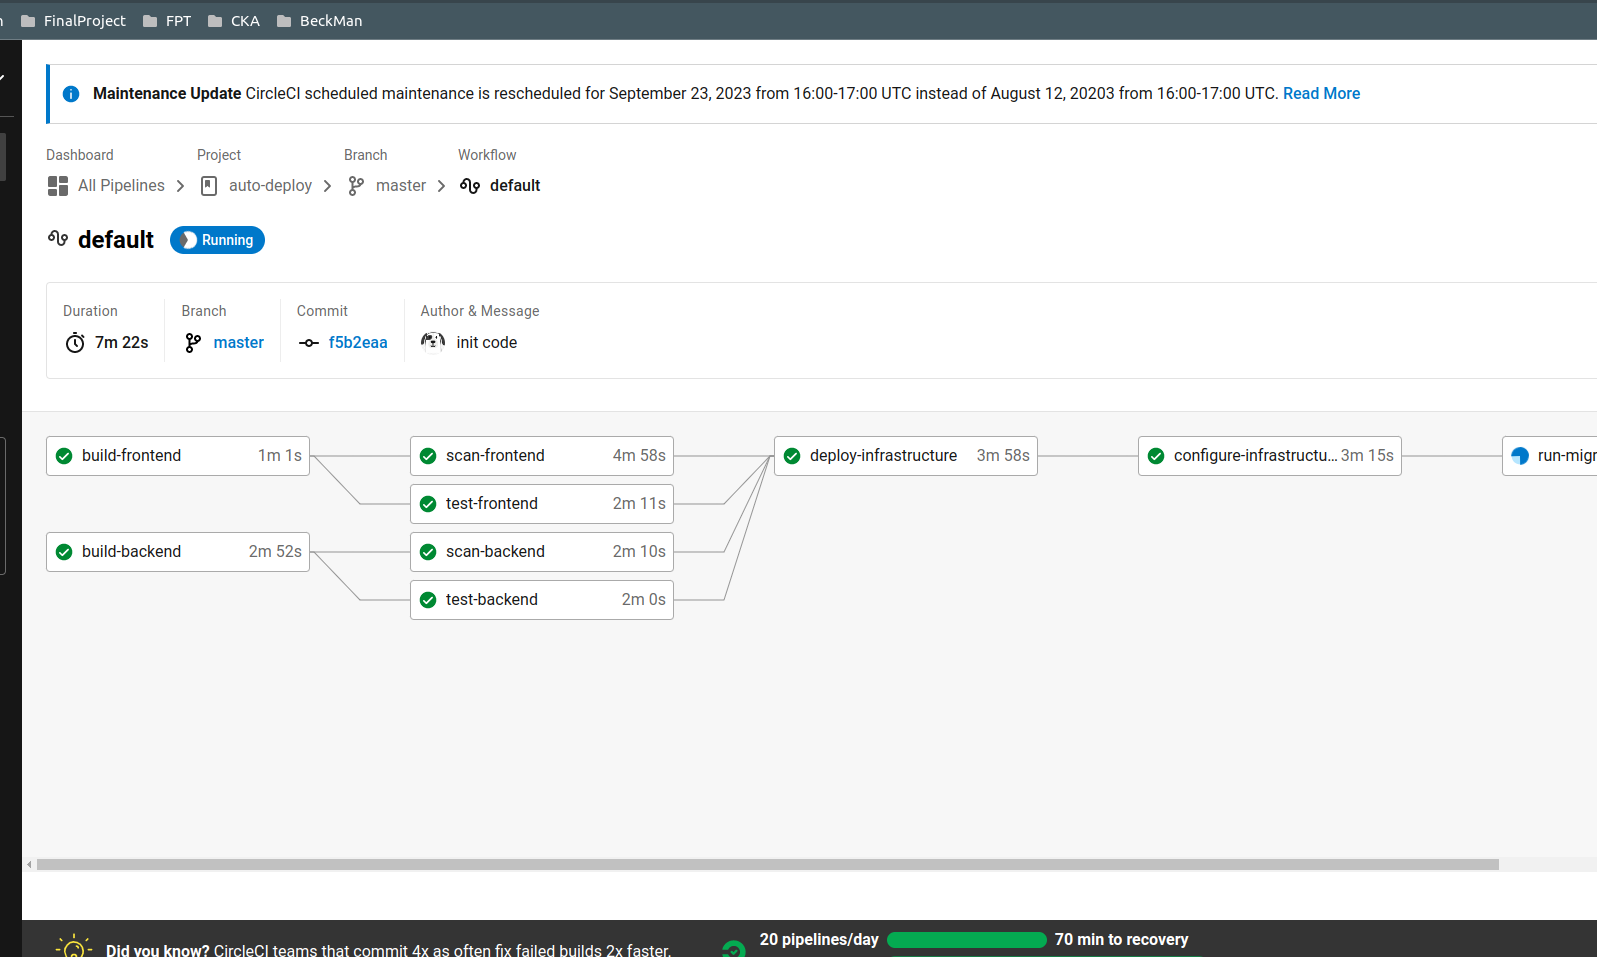 FinalProject FPT CKA BeckMan
Maintenance Update CircleCI scheduled maintenance is rescheduled for September 23, 2023 from 16:00-17:00 UTC instead of August 12, 20203 from 16:00-17:00 UTC. Read More
Dashboard Project Branch Workflow
All Pipelines auto-deploy master default
default Running
Duration Branch Commit Author & Message
7m 22s master f5b2eaa init code
build-frontend 1m 1s scan-frontend 4m 58s deploy-infrastructure 3m 58s configure-infrastructu... 3m 15s run-migr
test-frontend 2m 11s
build-backend 2m 52s scan-backend 2m 10s
test-backend 2m 0s
20 pipelines/day 70 min to recovery
Did you know? CircleCI teams that commit 4x as often fix failed builds 2x faster.